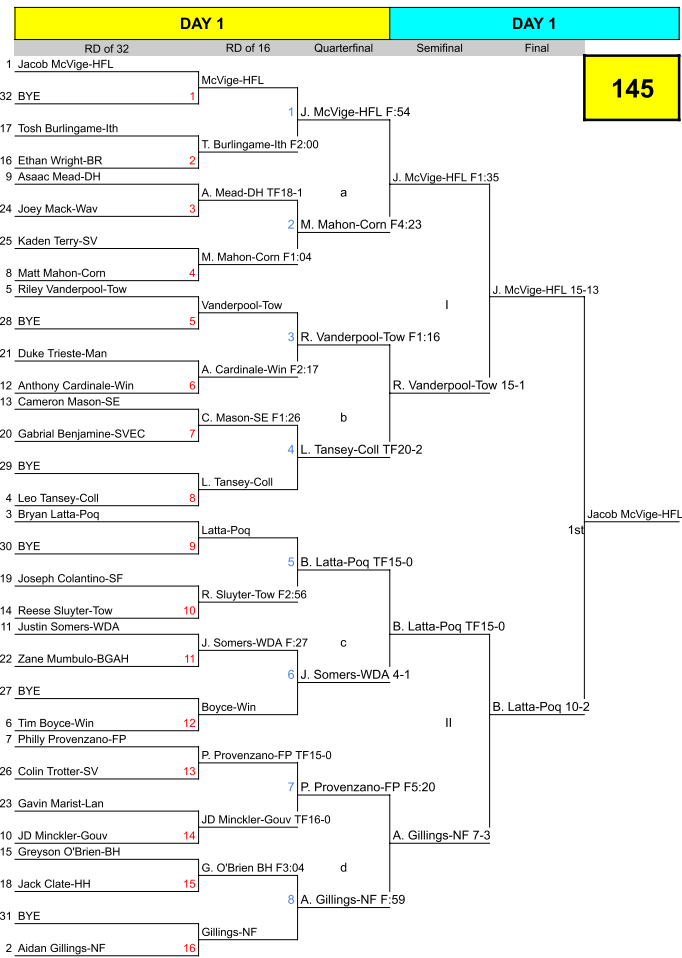 DAY 1 DAY 1
RD of 32 RD of 16 Quarterfinal Semifinal Final
145
1 Jacob McVige-HFL
McVige-HFL
32 BYE 1
1 J. McVige-HFL F:54
17 Tosh Burlingame-Ith
T. Burlingame-Ith F2:00
16 Ethan Wright-BR 2
J. McVige-HFL F1:35
9 Asaac Mead-DH
A. Mead-DH TF18-1 a
24 Joey Mack-Wav 3
2 M. Mahon-Corn F4:23
25 Kaden Terry-SV
M. Mahon-Corn F1:04
8 Matt Mahon-Corn 4
J. McVige-HFL 15-13
5 Riley Vanderpool-Tow
Vanderpool-Tow I
28 BYE 5
3 R. Vanderpool-Tow F1:16
21 Duke Trieste-Man
A. Cardinale-Win F2:17
12 Anthony Cardinale-Win 6
R. Vanderpool-Tow 15-1
13 Cameron Mason-SE
C. Mason-SE F1:26 b
20 Gabrial Benjamine-SVEC 7
4 L. Tansey-Coll TF20-2
29 BYE
L. Tansey-Coll
4 Leo Tansey-Coll 8
3 Bryan Latta-Poq
Jacob McVige-HFL
1st
Latta-Poq
30 BYE 9
5 B. Latta-Poq TF15-0
19 Joseph Colantino-SF
R. Sluyter-Tow F2:56
14 Reese Sluyter-Tow 10
B. Latta-Poq TF15-0
11 Justin Somers-WDA
J. Somers-WDA F:27 c
22 Zane Mumbulo-BGAH 11
6 J. Somers-WDA 4-1
27 BYE
Boyce-Win
B. Latta-Poq 10-2
6 Tim Boyce-Win 12
II
7 Philly Provenzano-FP
P. Provenzano-FP TF15-0
26 Colin Trotter-SV 13
7 P. Provenzano-FP F5:20
23 Gavin Marist-Lan
JD Minckler-Gouv TF16-0
10 JD Minckler-Gouv 14
A. Gillings-NF 7-3
15 Greyson O'Brien-BH
G. O'Brien BH F3:04 d
18 Jack Clate-HH 15
8 A. Gillings-NF F:59
31 BYE
Gillings-NF
2 Aidan Gillings-NF 16